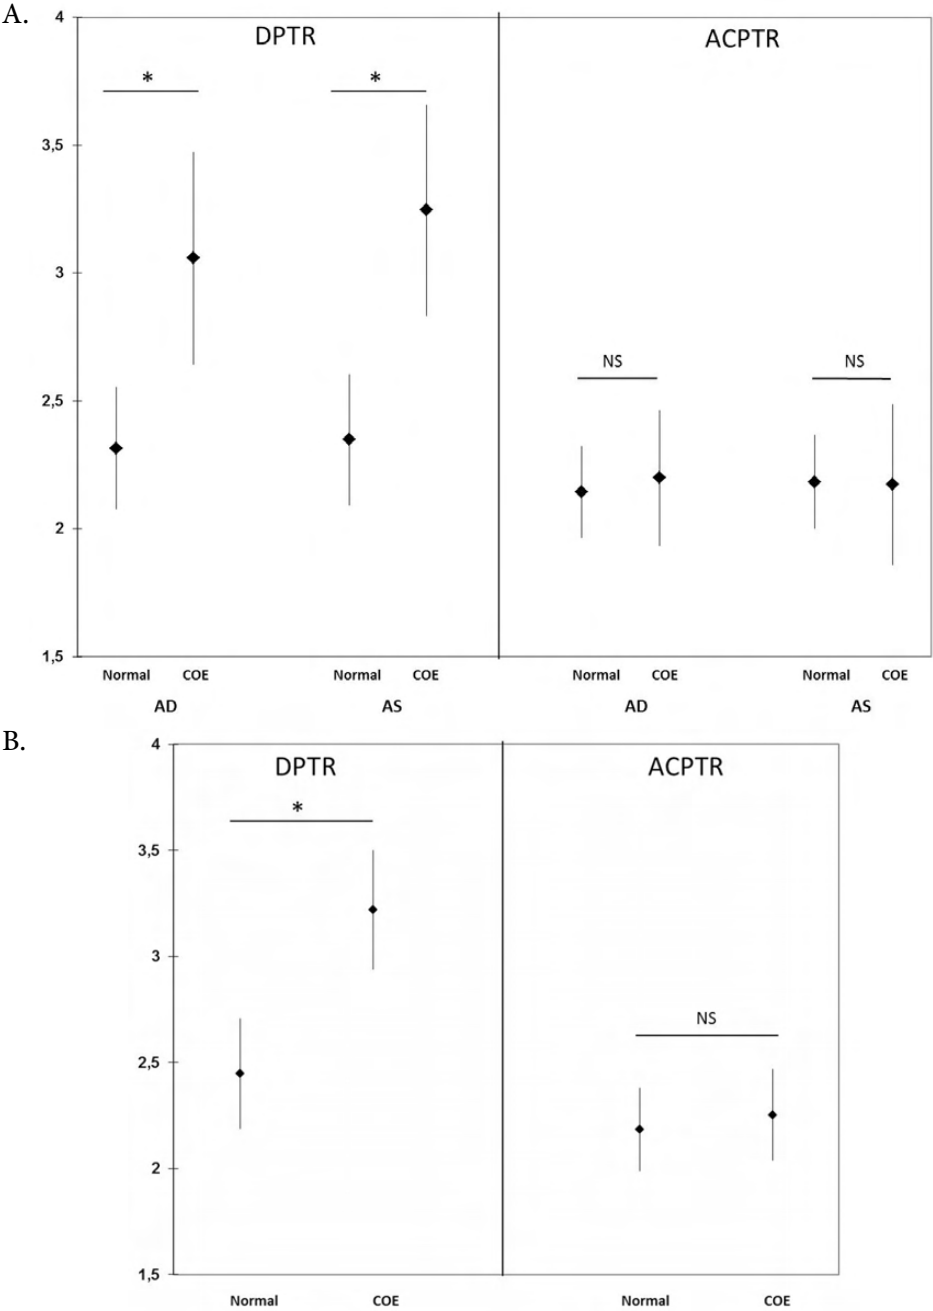 A.
4
DPTR
ACPTR
*
*
3,5
3
NS
NS
2,5
2
1,5
Normal COE Normal COE Normal COE Normal COE
AD AS AD AS
B.
4
DPTR
ACPTR
*
3,5
3
NS
2,5
2
1,5
Normal COE Normal COE